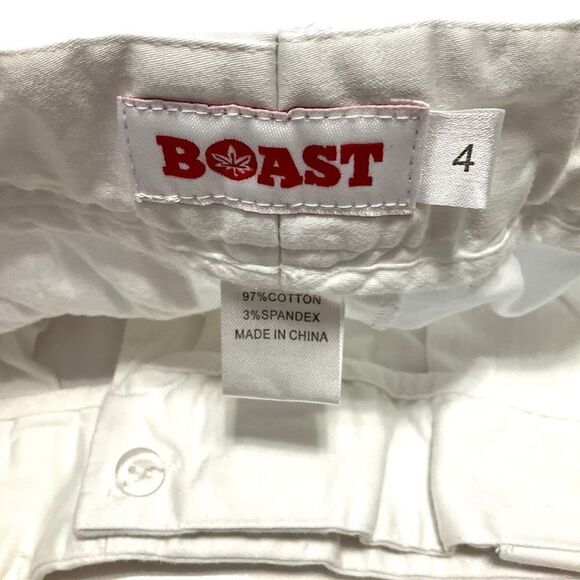 BOAST
4
97%COTTON
3%SPANDEX
MADE IN CHINA